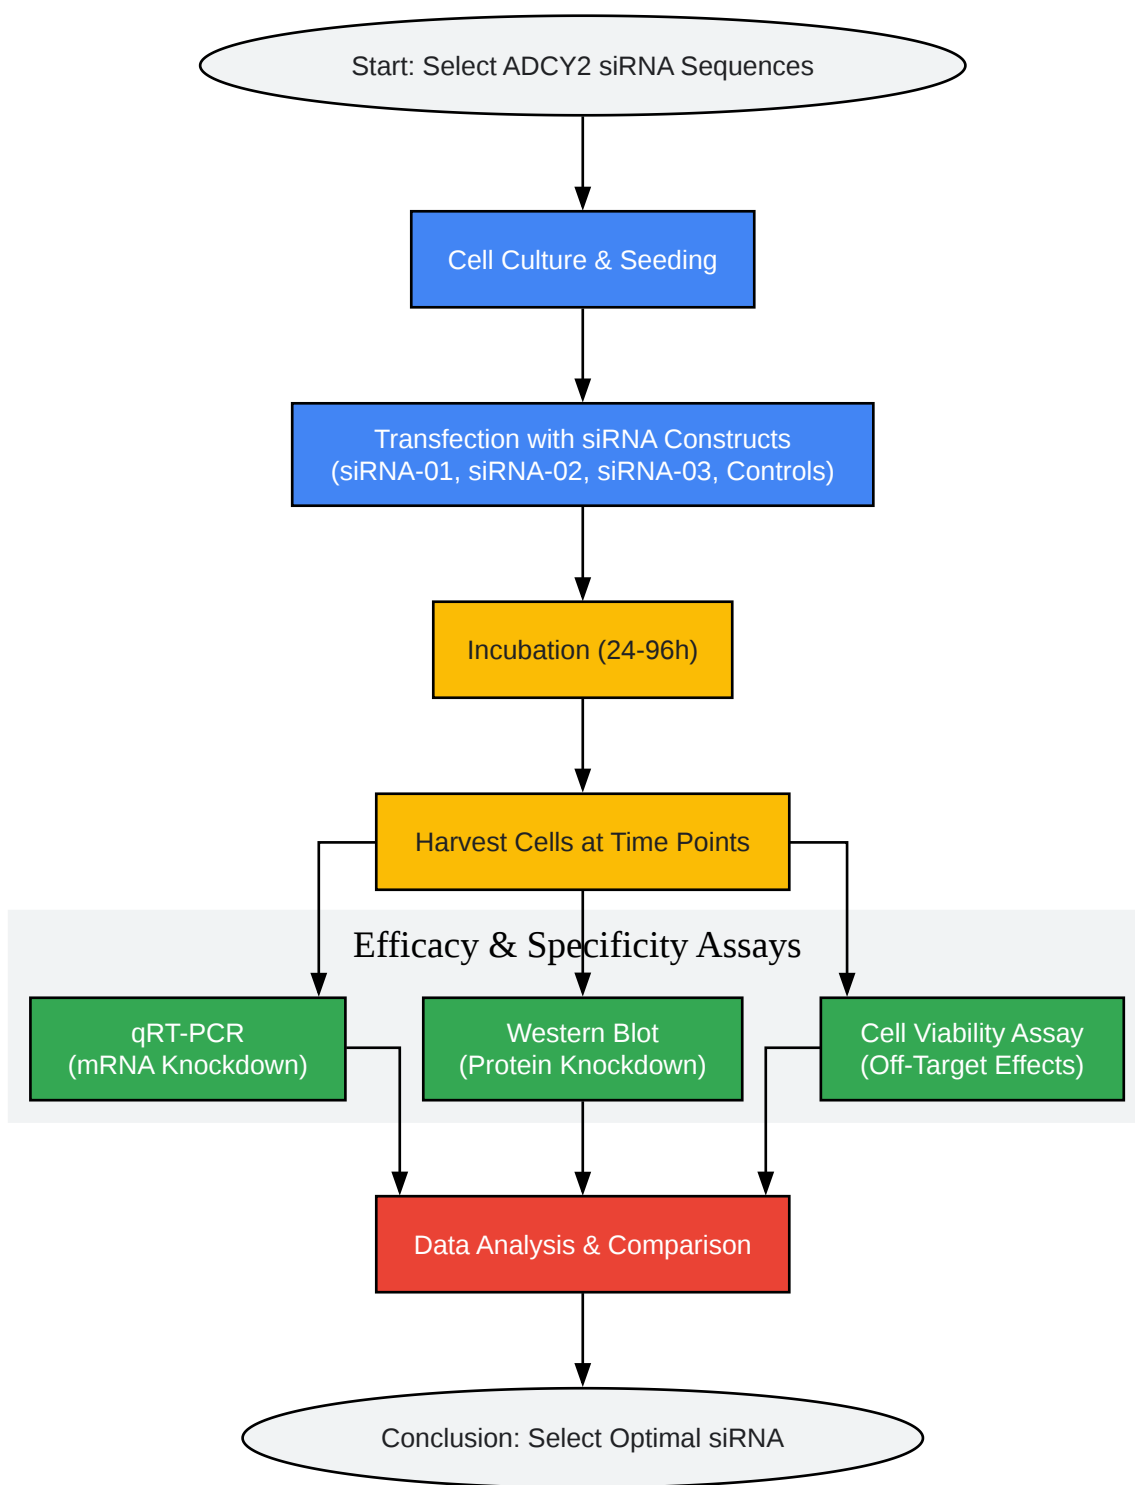 Start: Select ADCY2 siRNA Sequences
Cell Culture & Seeding
Transfection with siRNA Constructs
(siRNA-01, siRNA-02, siRNA-03, Controls)
Incubation (24-96h)
Harvest Cells at Time Points
Efficacy & Specificity Assays
qRT-PCR
(mRNA Knockdown)
Western Blot
(Protein Knockdown)
Cell Viability Assay
(Off-Target Effects)
Data Analysis & Comparison
Conclusion: Select Optimal siRNA